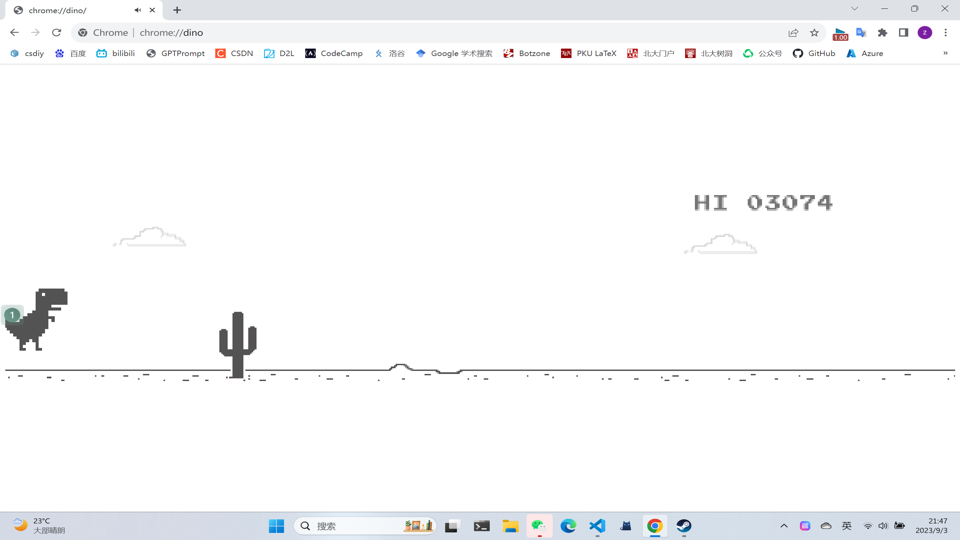 chrome://dino/
Chrome | chrome://dino
1.00
z
csdiy 百度 bilibili GPTPrompt CSDN D2L CodeCamp 洛谷 Google 学术搜索 Botzone PKU LaTeX 北大门户 北大树洞 公众号 GitHub Azure »
HI 03074
1
23°C
大部晴朗
搜索
英
21:47
2023/9/3